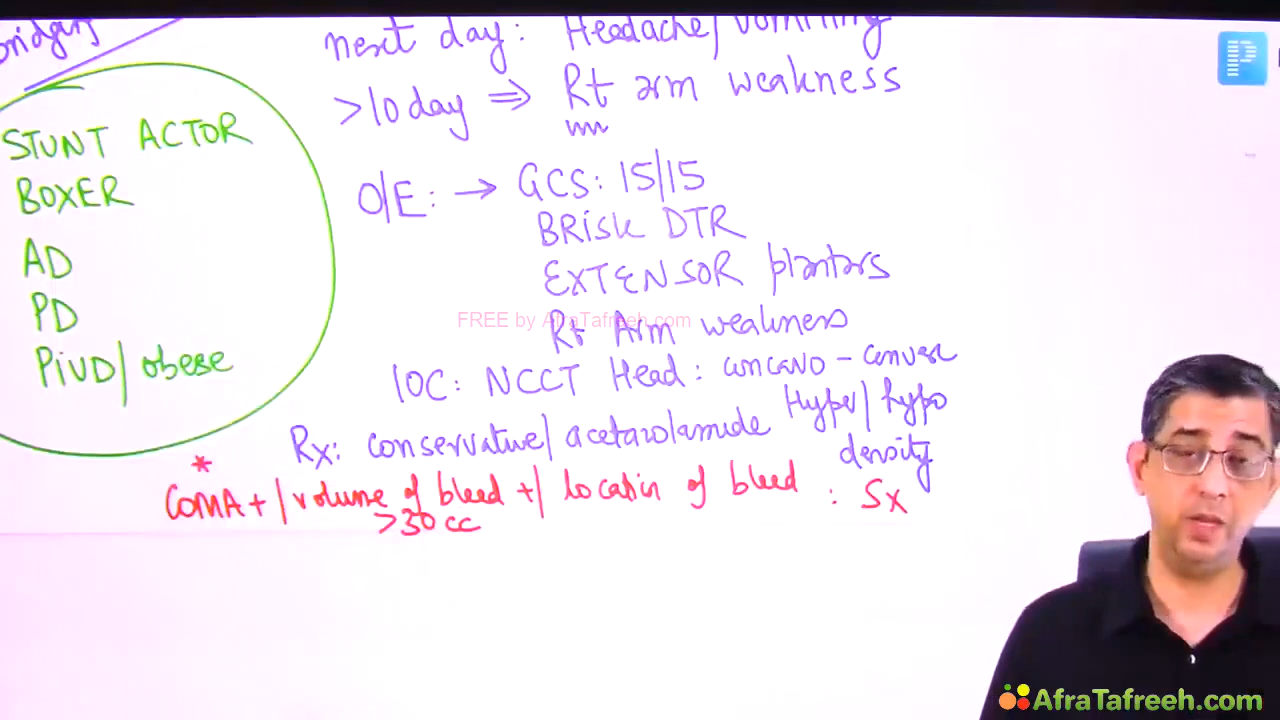 bridging
next day: Headache/vomiting
>10 day ⇒ Rt arm weakness
STUNT ACTOR
BOXER
AD
PD
PiVD/obese
O/E: → GCS: 15/15
BRISK DTR
EXTENSOR plantars
Rt Arm weakness
IOC: NCCT Head: concavo - convex
Hyper/hypo
density
Rx: conservative/acetazolamide
*
COMA +/volume of bleed +/location of bleed : Sx
>30 cc
P
FREE by AfraTafreeh.com
AfraTafreeh.com